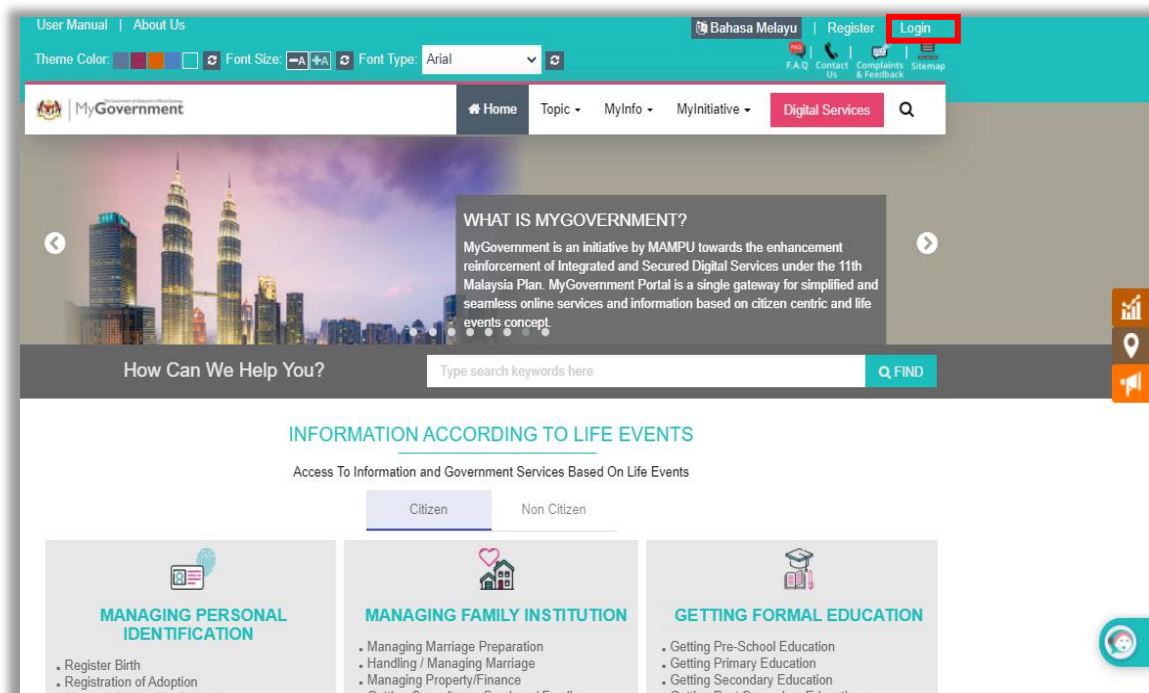 User Manual | About Us
Bahasa Melayu | Register Login
Theme Color: Font Size: -A +A Font Type: Arial
F.A.Q Contact Us Complaints & Feedback Sitemap
MyGovernment
Home Topic MyInfo MyInitiative Digital Services
WHAT IS MYGOVERNMENT?
MyGovernment is an initiative by MAMPU towards the enhancement
reinforcement of Integrated and Secured Digital Services under the 11th
Malaysia Plan. MyGovernment Portal is a single gateway for simplified and
seamless online services and information based on citizen centric and life
events concept.
How Can We Help You? Type search keywords here FIND
INFORMATION ACCORDING TO LIFE EVENTS
Access To Information and Government Services Based On Life Events
Citizen Non Citizen
MANAGING PERSONAL
IDENTIFICATION
Register Birth
Registration of Adoption
MANAGING FAMILY INSTITUTION
Managing Marriage Preparation
Handling / Managing Marriage
Managing Property/Finance
GETTING FORMAL EDUCATION
Getting Pre-School Education
Getting Primary Education
Getting Secondary Education